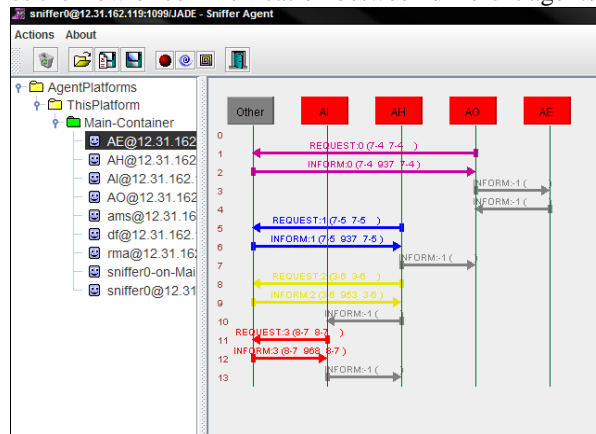 sniffer0@12.31.162.119:1099/JADE - Sniffer Agent
Actions About
AgentPlatforms
ThisPlatform
Main-Container
AE@12.31.162
AH@12.31.162
AI@12.31.162.
AO@12.31.162
ams@12.31.16
df@12.31.162.
rma@12.31.162
sniffer0-on-Mai
sniffer0@12.31
Other AI AH AO AE
0
1 REQUEST:0 (7-4 7-4 )
2 INFORM:0 (7-4 937 7-4 )
3 NFORM:-1 ( )
4 NFORM:-1 ( )
5 REQUEST:1 (7-5 7-5 )
6 INFORM:1 (7-5 937 7-5 )
7 NFORM:-1 ( )
8 REQUEST:2 (3-6 3-6 )
9 INFORM:2 (3-6 953 3-6 )
10 NFORM:-1 ( )
11 REQUEST:3 (8-7 8-7 )
12 INFORM:3 (8-7 968 8-7 )
13 NFORM:-1 ( )